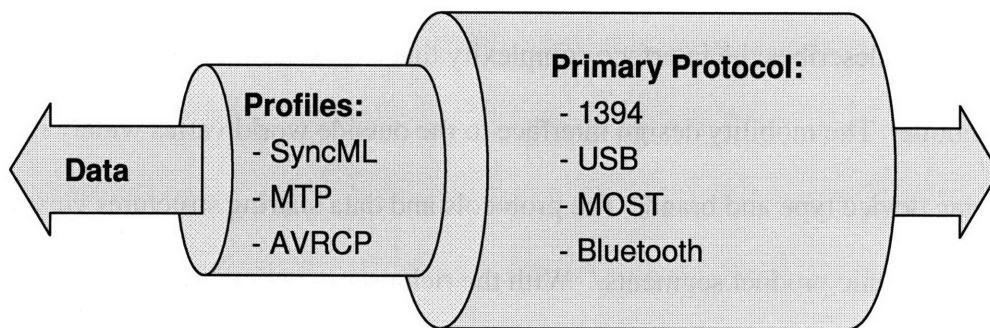 Data
Profiles:
- SyncML
- MTP
- AVRCP
Primary Protocol:
- 1394
- USB
- MOST
- Bluetooth